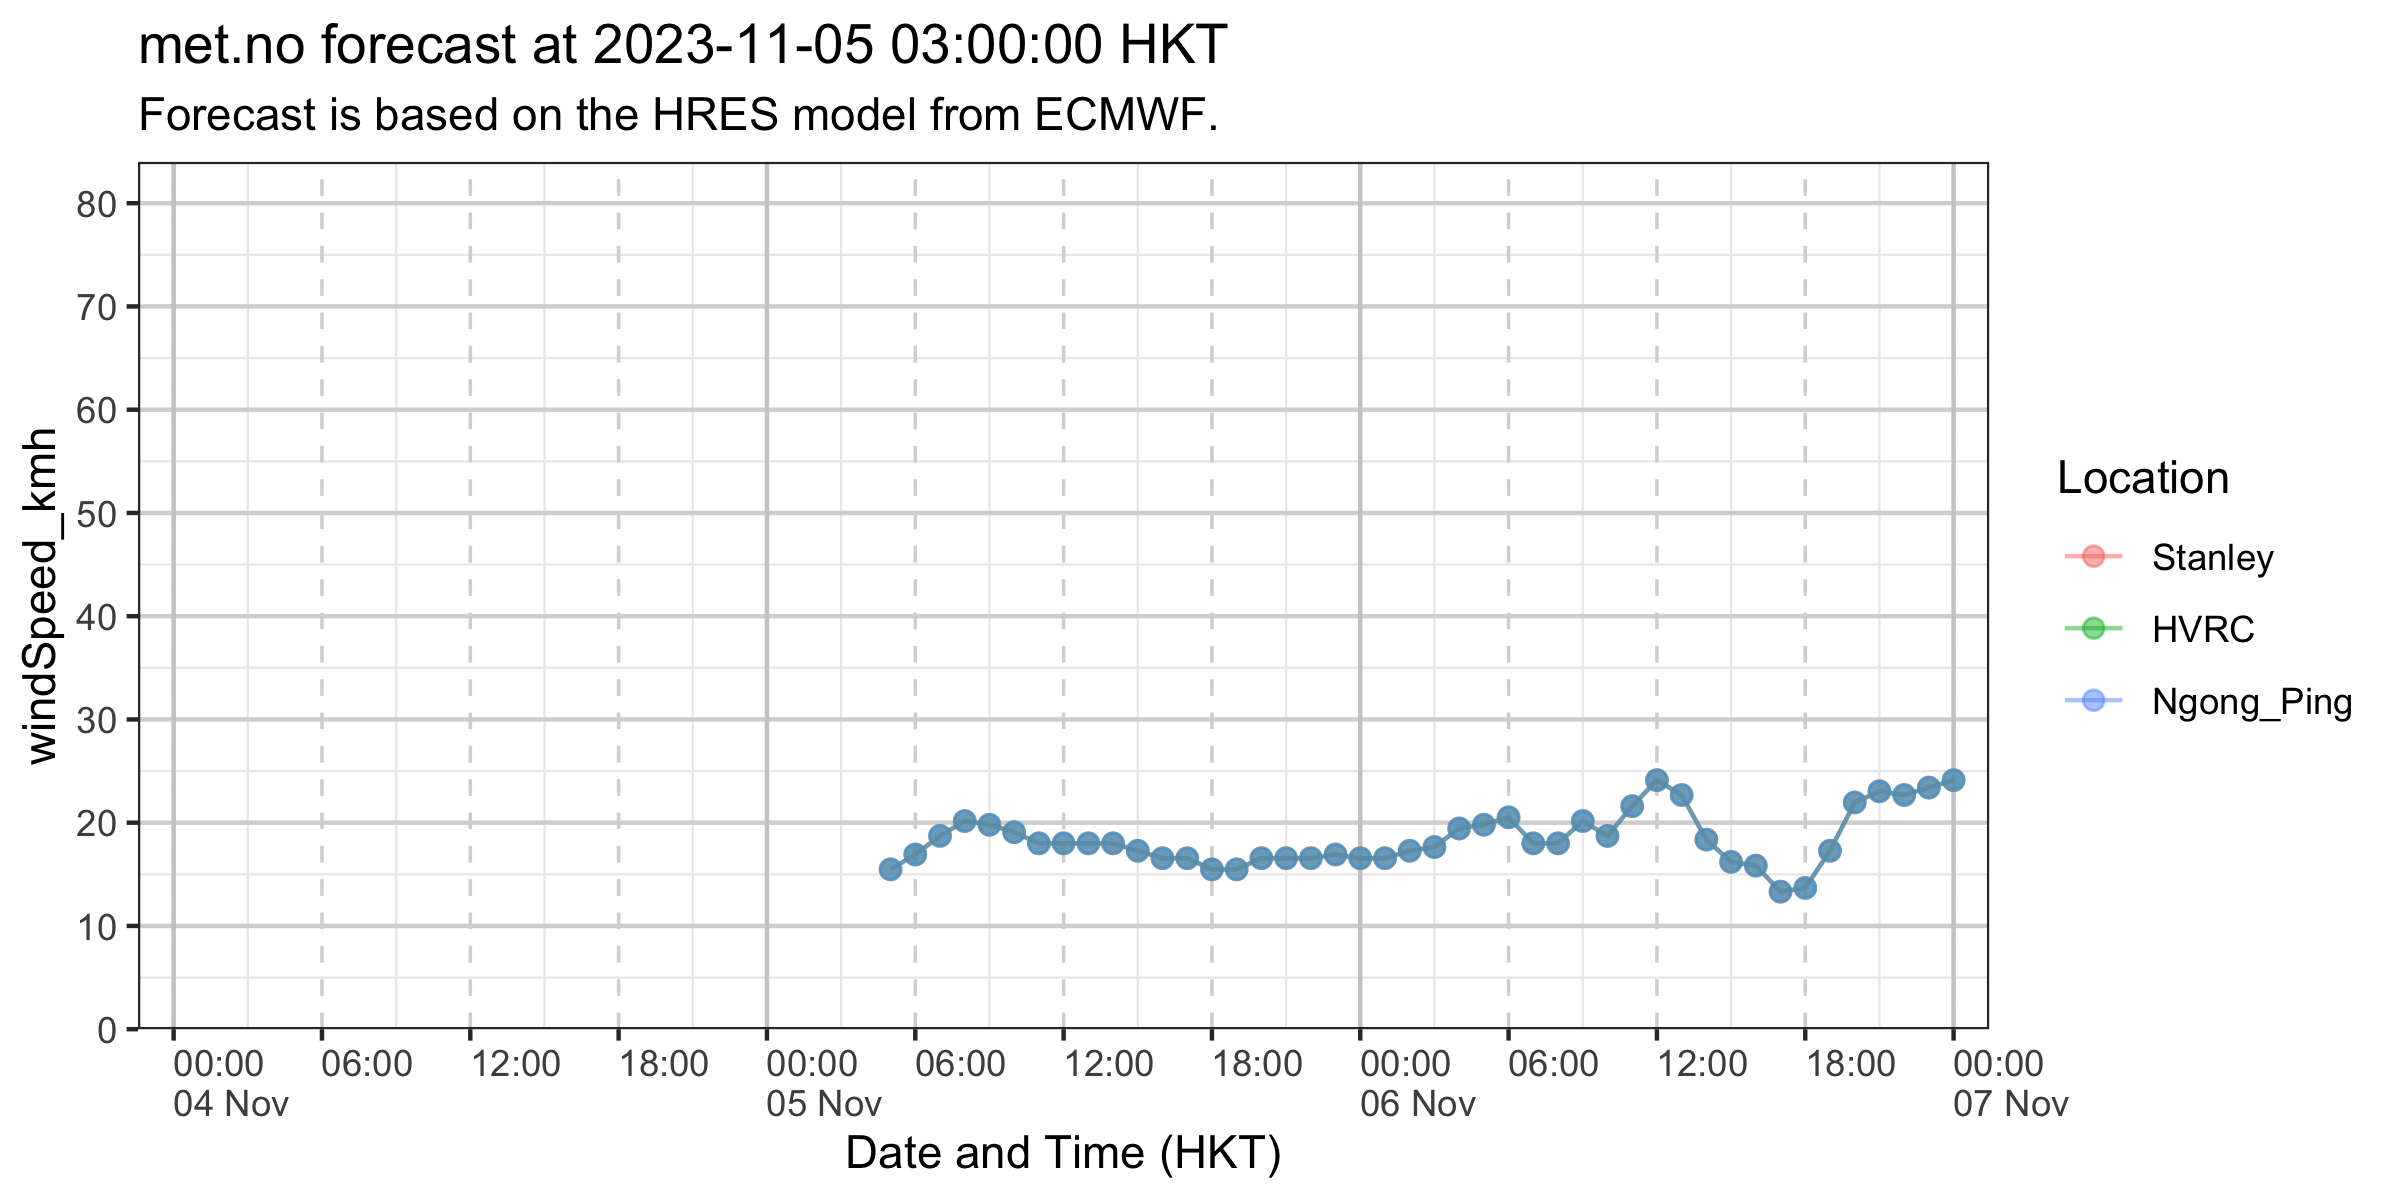 met.no forecast at 2023-11-05 03:00:00 HKT
Forecast is based on the HRES model from ECMWF.
windSpeed_kmh
80
70
60
50
40
30
20
10
0
00:00 06:00 12:00 18:00 00:00 06:00 12:00 18:00 00:00 06:00 12:00 18:00 00:00
04 Nov 05 Nov 06 Nov 07 Nov
Date and Time (HKT)
Location
Stanley
HVRC
Ngong_Ping